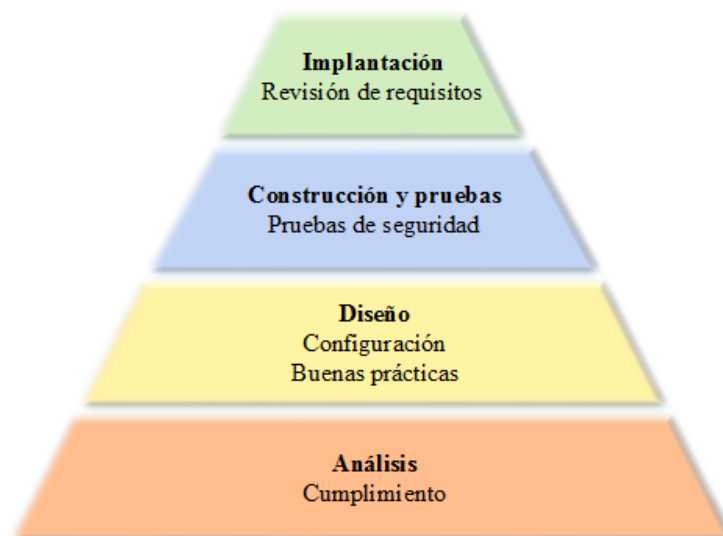 Implantación
Revisión de requisitos
Construcción y pruebas
Pruebas de seguridad
Diseño
Configuración
Buenas prácticas
Análisis
Cumplimiento